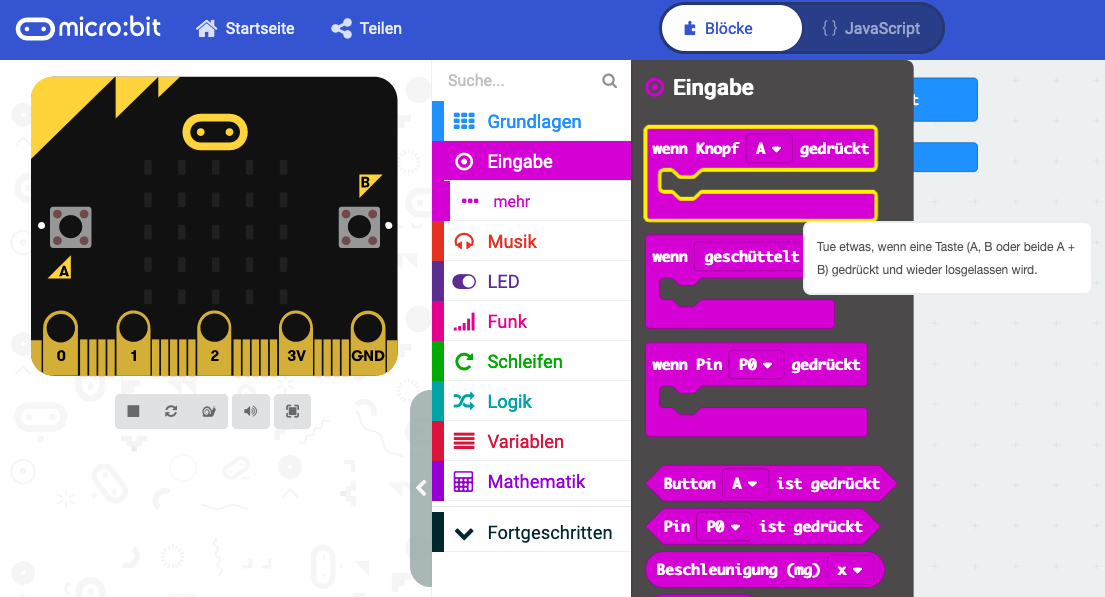 micro:bit
Startseite
Teilen
Blöcke
{ } JavaScript
B
A
0 1 2 3V GND
Suche...
Grundlagen
Eingabe
mehr
Musik
LED
Funk
Schleifen
Logik
Variablen
Mathematik
Fortgeschritten
Eingabe
wenn Knopf A gedrückt
Tue etwas, wenn eine Taste (A, B oder beide A +
B) gedrückt und wieder losgelassen wird.
wenn geschüttelt
wenn Pin P0 gedrückt
Button A ist gedrückt
Pin P0 ist gedrückt
Beschleunigung (mg) x